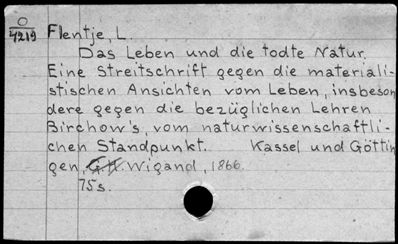 O
4219 Flentje, L.
Das Leben und die todte Natur.
Eine Streitschrift gegen die materiali-
stischen Ansichten vom Leben, insbeson
dere gegen die bezüglichen Lehren
Birchow's, vom naturwissenschaftli-
chen Standpunkt. Kassel und Göttin
gen, G. H. Wigand, 1866.
75 s.